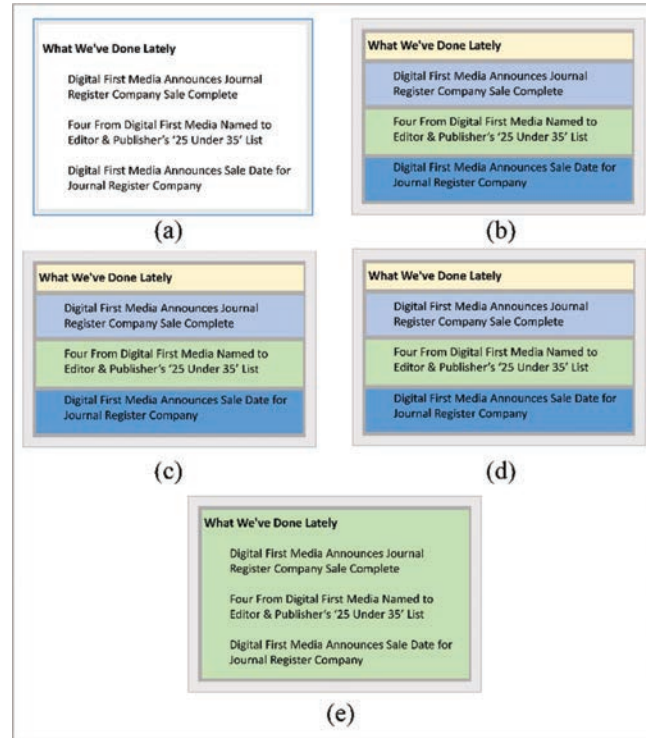 What We've Done Lately
Digital First Media Announces Journal
Register Company Sale Complete
Four From Digital First Media Named to
Editor & Publisher's '25 Under 35' List
Digital First Media Announces Sale Date for
Journal Register Company
(a)
What We've Done Lately
Digital First Media Announces Journal
Register Company Sale Complete
Four From Digital First Media Named to
Editor & Publisher's '25 Under 35' List
Digital First Media Announces Sale Date for
Journal Register Company
(b)
What We've Done Lately
Digital First Media Announces Journal
Register Company Sale Complete
Four From Digital First Media Named to
Editor & Publisher's '25 Under 35' List
Digital First Media Announces Sale Date for
Journal Register Company
(c)
What We've Done Lately
Digital First Media Announces Journal
Register Company Sale Complete
Four From Digital First Media Named to
Editor & Publisher's '25 Under 35' List
Digital First Media Announces Sale Date for
Journal Register Company
(d)
What We've Done Lately
Digital First Media Announces Journal
Register Company Sale Complete
Four From Digital First Media Named to
Editor & Publisher's '25 Under 35' List
Digital First Media Announces Sale Date for
Journal Register Company
(e)